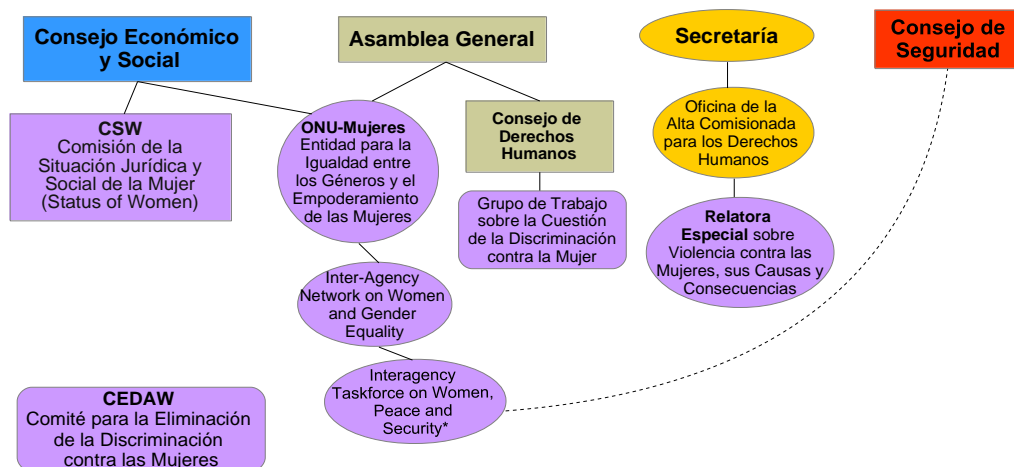 Consejo Económico
y Social
Asamblea General
Secretaría
Consejo de
Seguridad
CSW
Comisión de la
Situación Jurídica y
Social de la Mujer
(Status of Women)
ONU-Mujeres
Entidad para la
Igualdad entre
los Géneros y el
Empoderamiento
de las Mujeres
Consejo de
Derechos
Humanos
Oficina de la
Alta Comisionada
para los Derechos
Humanos
Grupo de Trabajo
sobre la Cuestión
de la Discriminación
contra la Mujer
Relatora
Especial sobre
Violencia contra las
Mujeres, sus Causas y
Consecuencias
Inter-Agency
Network on Women
and Gender
Equality
Interagency
Taskforce on Women,
Peace and
Security*
CEDAW
Comité para la Eliminación
de la Discriminación
contra las Mujeres